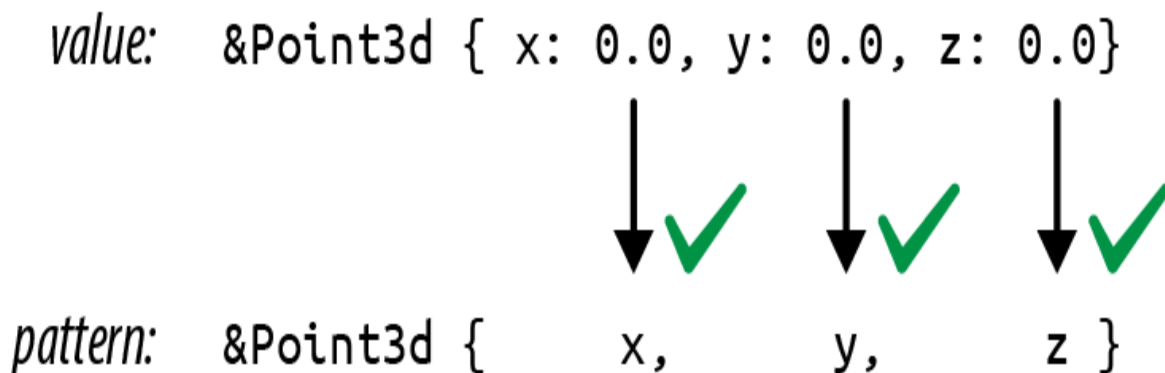 value: &Point3d { x: 0.0, y: 0.0, z: 0.0}
pattern: &Point3d { x, y, z }